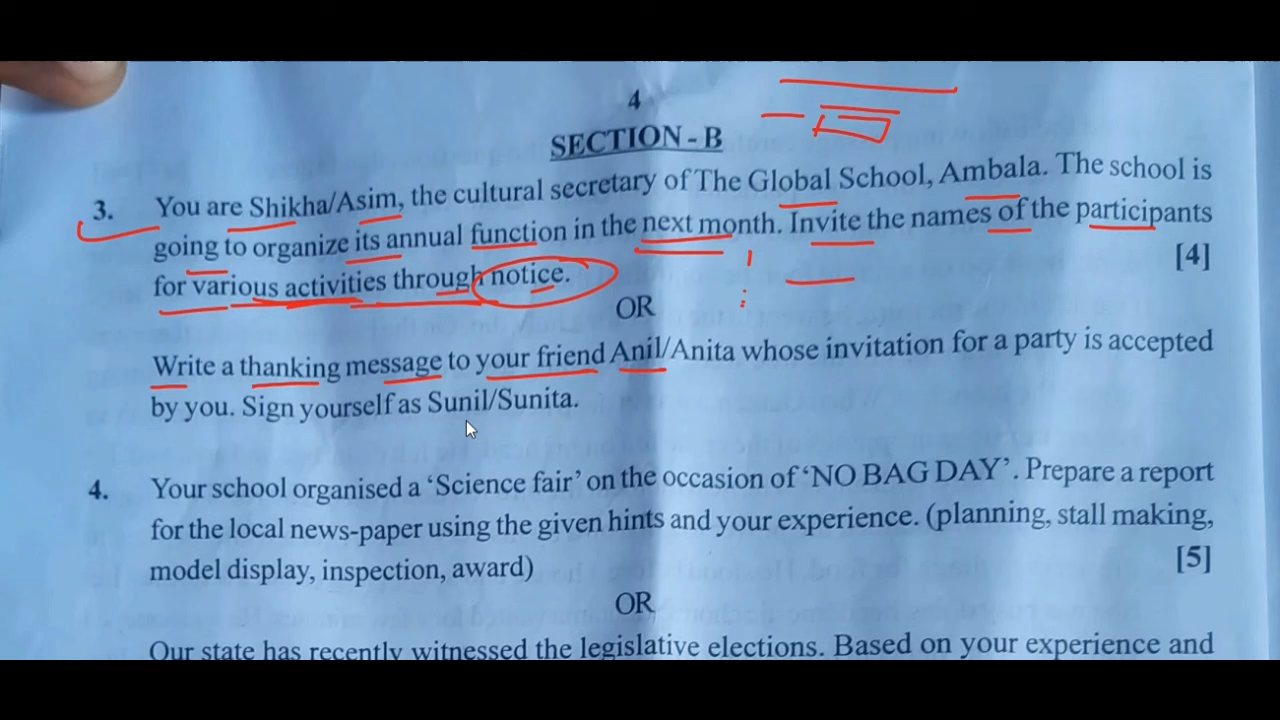 4
SECTION - B
3. You are Shikha/Asim, the cultural secretary of The Global School, Ambala. The school is
going to organize its annual function in the next month. Invite the names of the participants
for various activities through notice. [4]
OR
Write a thanking message to your friend Anil/Anita whose invitation for a party is accepted
by you. Sign yourself as Sunil/Sunita.
4. Your school organised a ‘Science fair’ on the occasion of ‘NO BAG DAY’. Prepare a report
for the local news-paper using the given hints and your experience. (planning, stall making,
model display, inspection, award) [5]
OR
Our state has recently witnessed the legislative elections. Based on your experience and